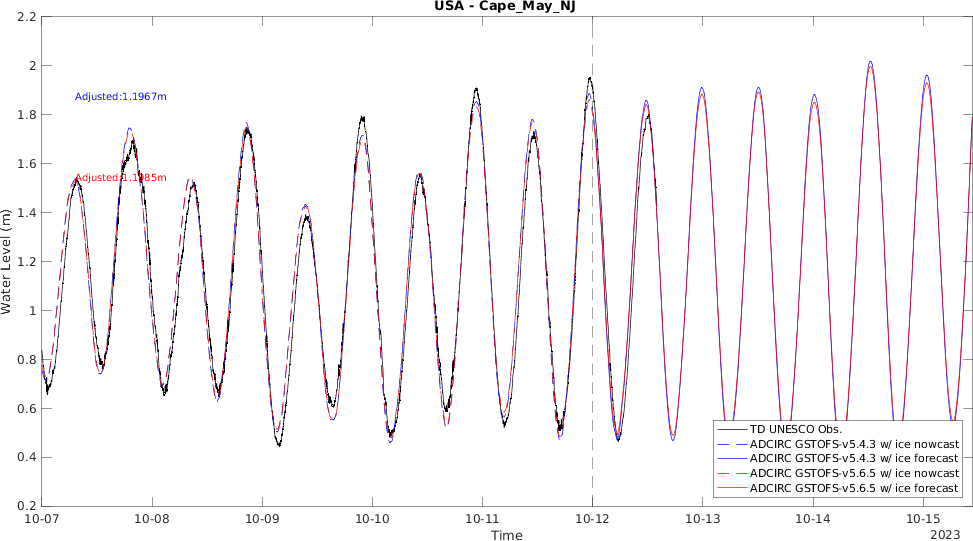 USA - Cape_May_NJ
2.2
2
1.8
1.6
1.4
1.2
1
0.8
0.6
0.4
0.2
Water Level (m)
Adjusted:1.1967m
Adjusted:1.1985m
TD UNESCO Obs.
ADCIRC GSTOFS-v5.4.3 w/ ice nowcast
ADCIRC GSTOFS-v5.4.3 w/ ice forecast
ADCIRC GSTOFS-v5.6.5 w/ ice nowcast
ADCIRC GSTOFS-v5.6.5 w/ ice forecast
10-07 10-08 10-09 10-10 10-11 10-12 10-13 10-14 10-15
Time
2023